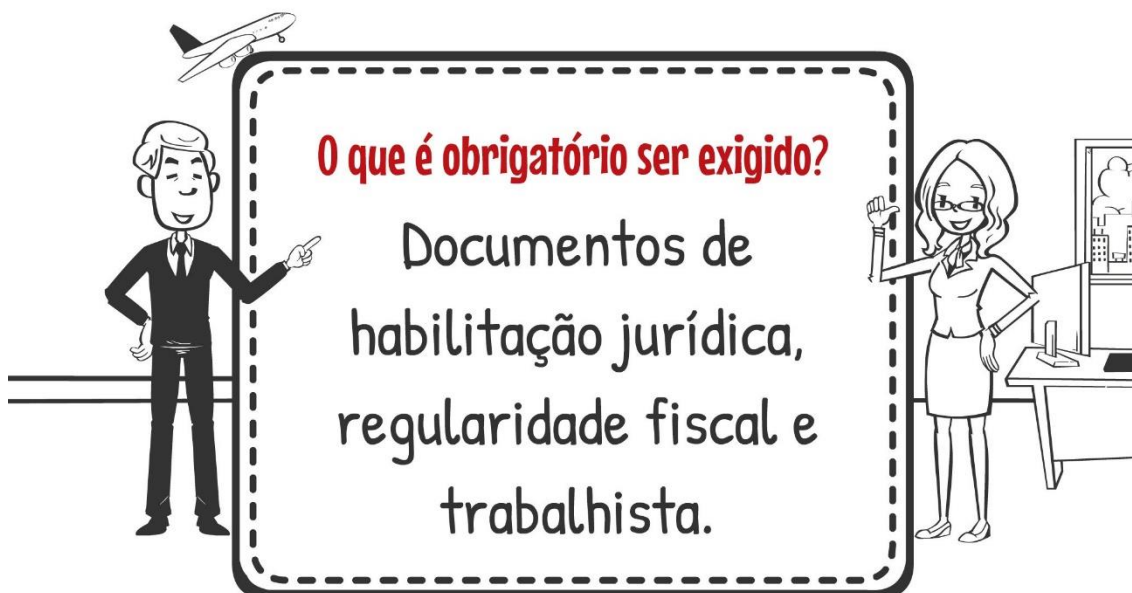 O que é obrigatório ser exigido?
Documentos de
habilitação jurídica,
regularidade fiscal e
trabalhista.